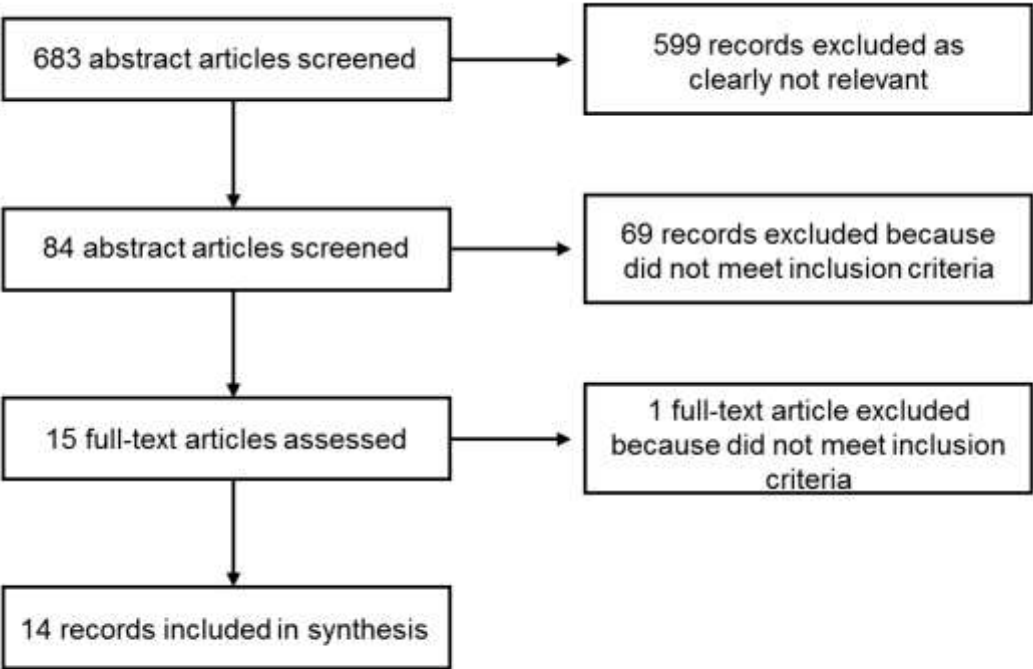 683 abstract articles screened
599 records excluded as
clearly not relevant
84 abstract articles screened
69 records excluded because
did not meet inclusion criteria
15 full-text articles assessed
1 full-text article excluded
because did not meet inclusion
criteria
14 records included in synthesis